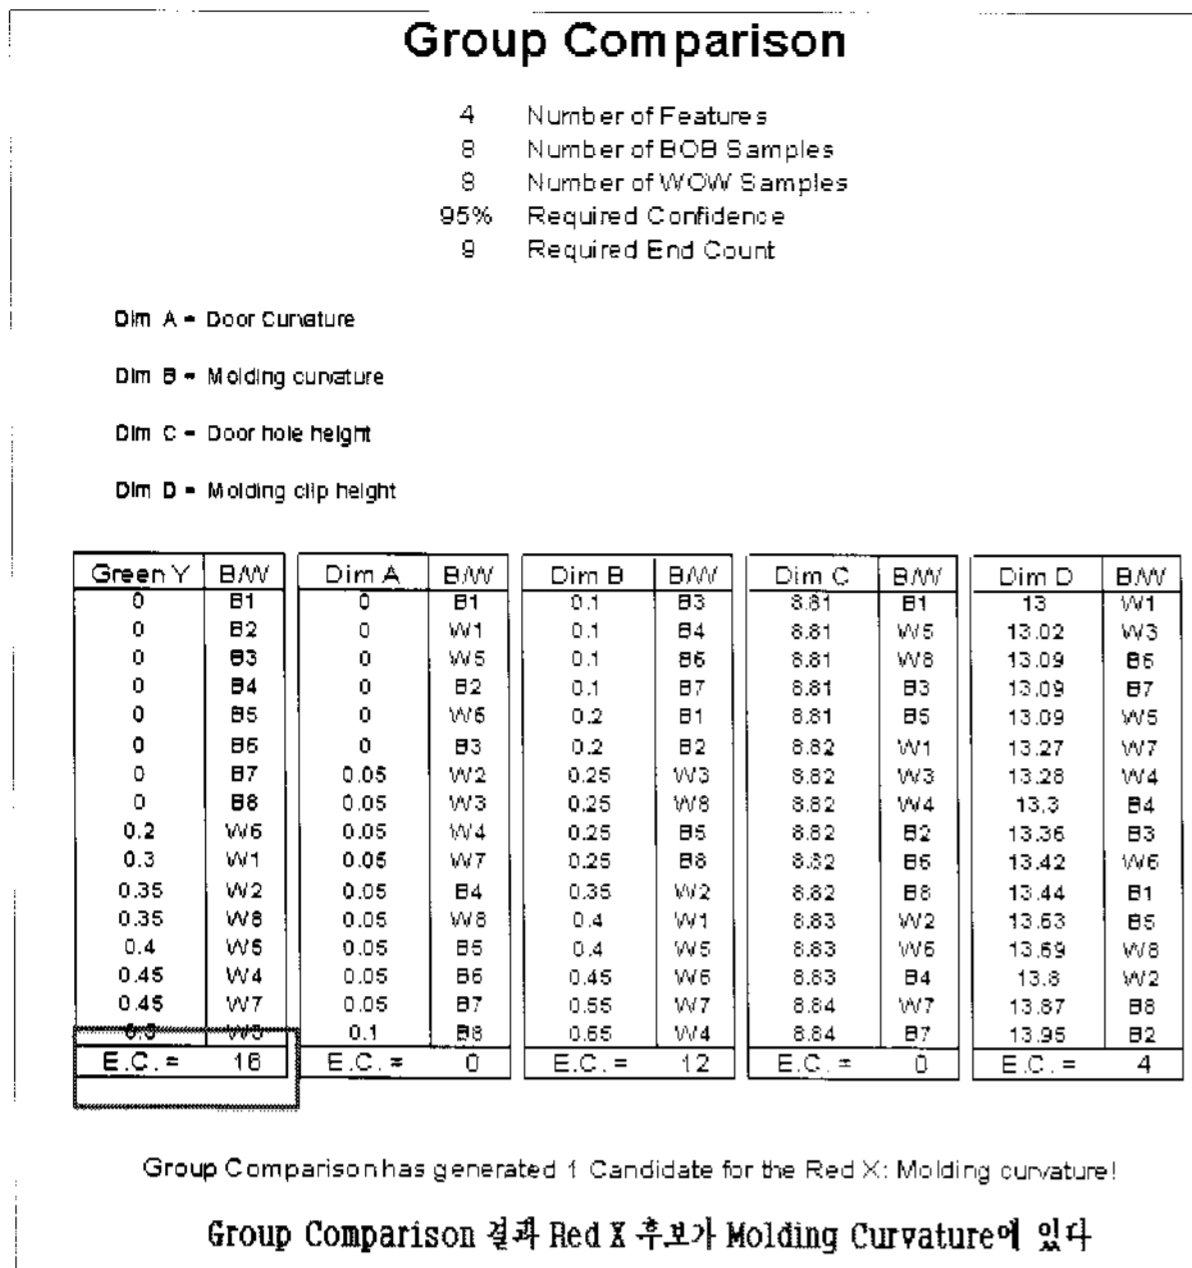 Group Comparison
4 Number of Features
8 Number of BOB Samples
8 Number of WOW Samples
95% Required Confidence
9 Required End Count
Dim A = Door Curvature
Dim B = Molding curvature
Dim C = Door hole height
Dim D = Molding clip height
Green Y B/W Dim A B/W Dim B B/W Dim C B/W Dim D B/W
0 B1 0 B1 0.1 B3 8.81 B1 13 W1
0 B2 0 W1 0.1 B4 8.81 W5 13.02 W3
0 B3 0 W5 0.1 B6 8.81 W8 13.09 B6
0 B4 0 B2 0.1 B7 8.81 B3 13.09 B7
0 B5 0 W6 0.2 B1 8.81 B5 13.09 W5
0 B6 0 B3 0.2 B2 8.82 W1 13.27 W7
0 B7 0.05 W2 0.25 W3 8.82 W3 13.28 W4
0 B8 0.05 W3 0.25 W8 8.82 W4 13.3 B4
0.2 W6 0.05 W4 0.25 B5 8.82 B2 13.36 B3
0.3 W1 0.05 W7 0.25 B8 8.82 B6 13.42 W6
0.35 W2 0.05 B4 0.35 W2 8.82 B8 13.44 B1
0.35 W8 0.05 W8 0.4 W1 8.83 W2 13.63 B5
0.4 W5 0.05 B5 0.4 W5 8.83 W6 13.69 W8
0.45 W4 0.05 B6 0.45 W6 8.83 B4 13.8 W2
0.45 W7 0.05 B7 0.55 W7 8.84 W7 13.87 B8
0.1 B8 0.65 W4 8.84 B7 13.95 B2
E.C. = 16 E.C. = 0 E.C. = 12 E.C. = 0 E.C. = 4
Group Comparison has generated 1 Candidate for the Red X: Molding curvature!
Group Comparison 결과 Red X 후보가 Molding Curvature에 있다